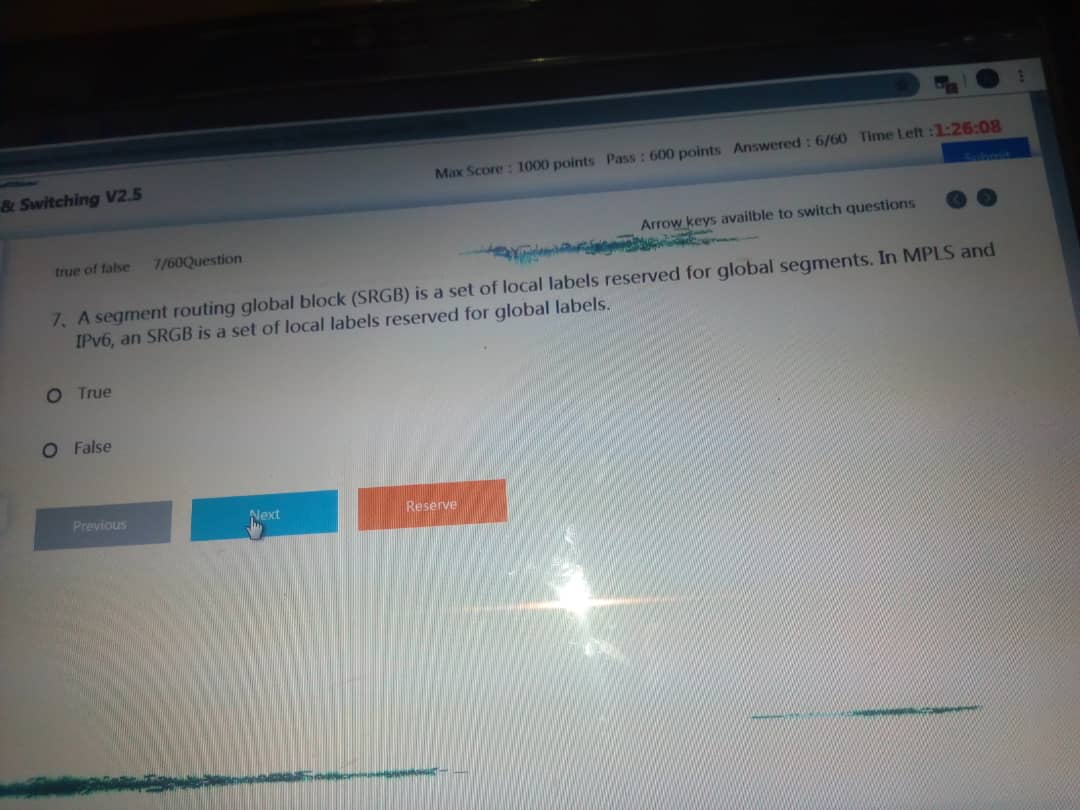 Max Score : 1000 points Pass : 600 points Answered : 6/60 Time Left :1:26:08
Submit
& Switching V2.5
Arrow keys availble to switch questions
true of false 7/60Question
7、A segment routing global block (SRGB) is a set of local labels reserved for global segments. In MPLS and
IPv6, an SRGB is a set of local labels reserved for global labels.
True
False
Previous Next Reserve